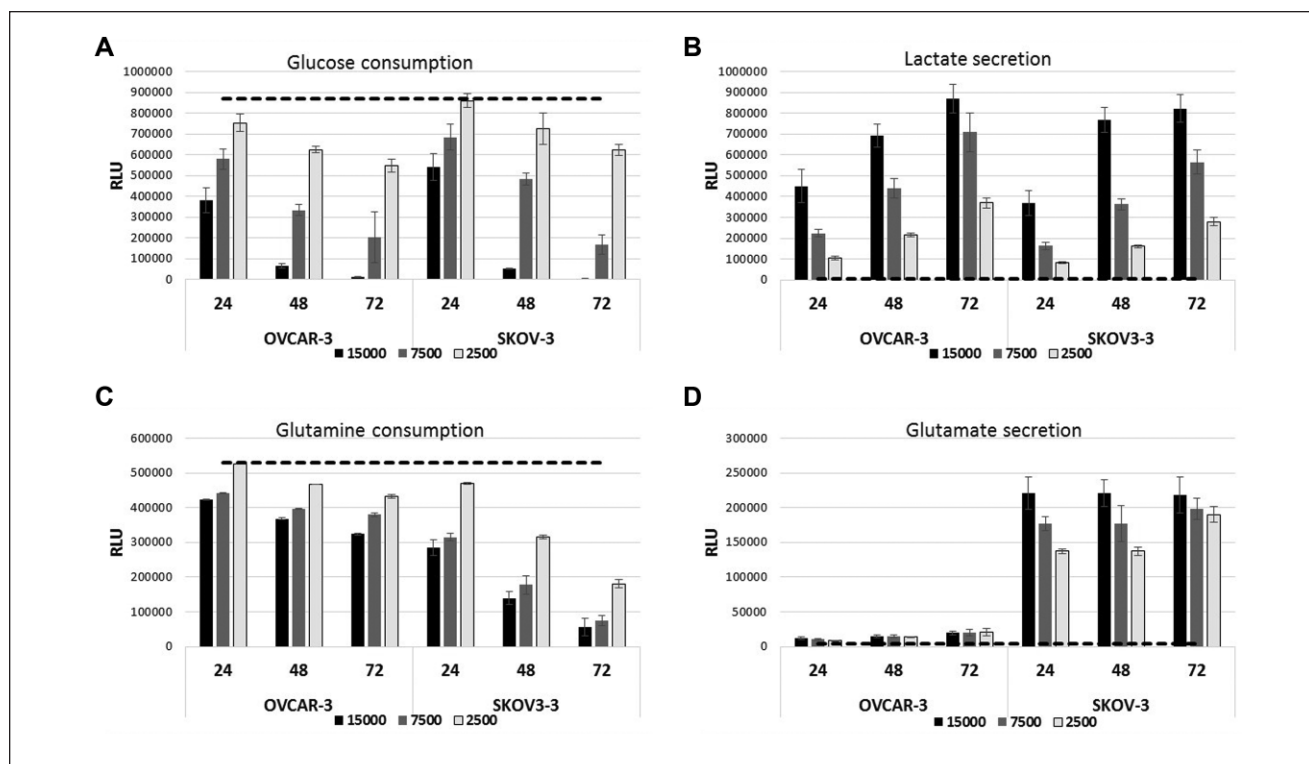 A
Glucose consumption
1000000
900000
800000
700000
600000
500000
400000
300000
200000
100000
0
RLU
24 48 72 24 48 72
OVCAR-3 SKOV-3
15000 7500 2500
B
Lactate secretion
1000000
900000
800000
700000
600000
500000
400000
300000
200000
100000
0
RLU
24 48 72 24 48 72
OVCAR-3 SKOV3-3
15000 7500 2500
C
Glutamine consumption
600000
500000
400000
300000
200000
100000
0
RLU
24 48 72 24 48 72
OVCAR-3 SKOV3-3
15000 7500 2500
D
Glutamate secretion
300000
250000
200000
150000
100000
50000
0
RLU
24 48 72 24 48 72
OVCAR-3 SKOV-3
15000 7500 2500